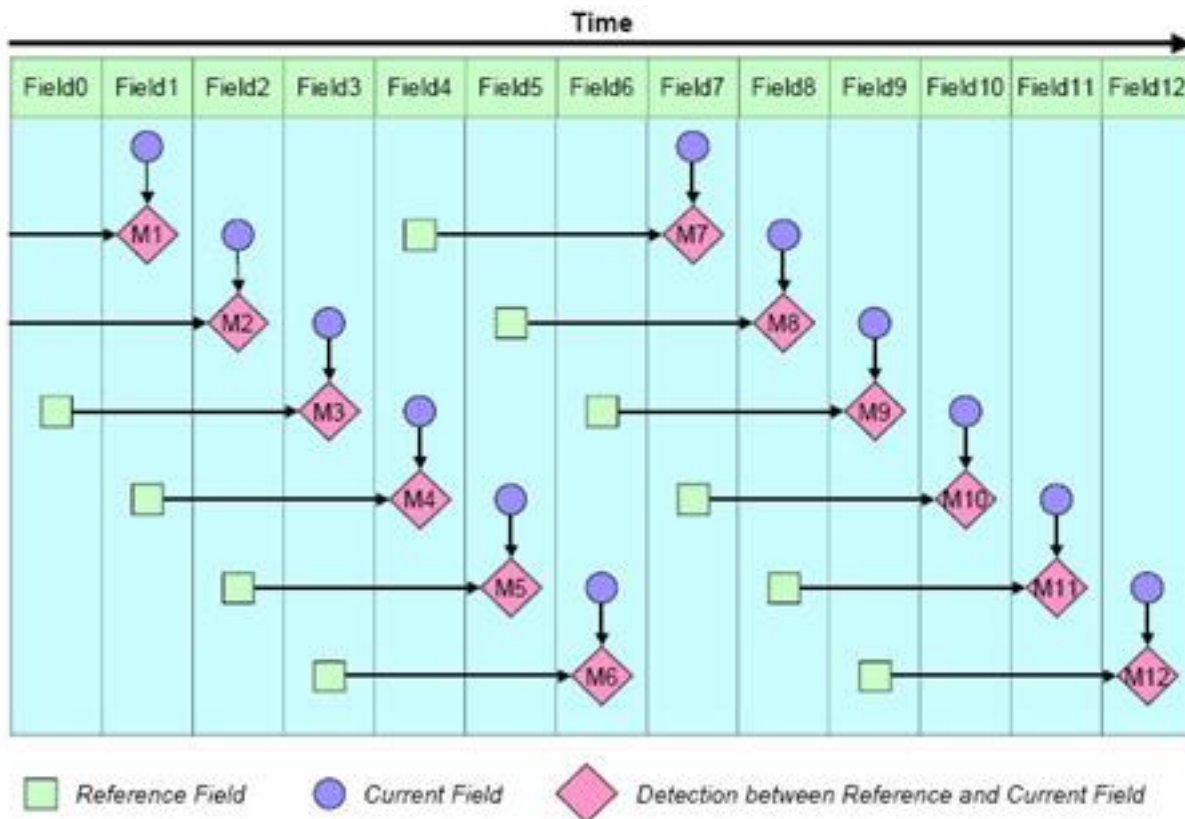 Time
Field0 Field1 Field2 Field3 Field4 Field5 Field6 Field7 Field8 Field9 Field10 Field11 Field12
M1 M7
M2 M8
M3 M9
M4 M10
M5 M11
M6 M12
Reference Field Current Field Detection between Reference and Current Field